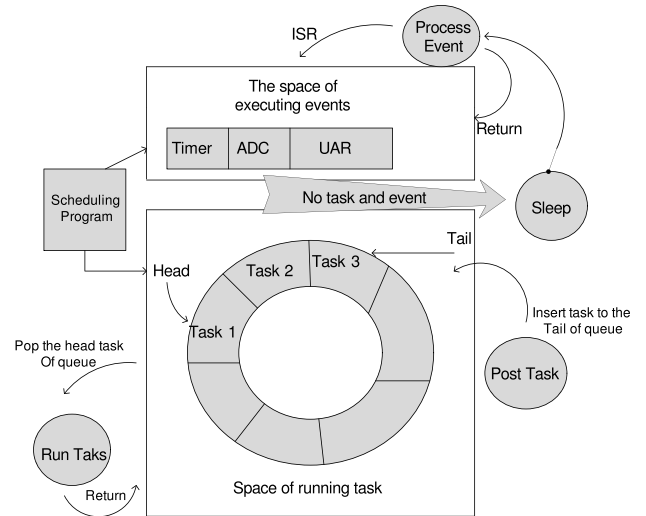 Process
Event
ISR
The space of
executing events
Return
Timer
ADC
UAR
Scheduling
Program
No task and event
Sleep
Tail
Head
Task 2
Task 3
Task 1
Insert task to the
Tail of queue
Pop the head task
Of queue
Post Task
Run Taks
Return
Space of running task